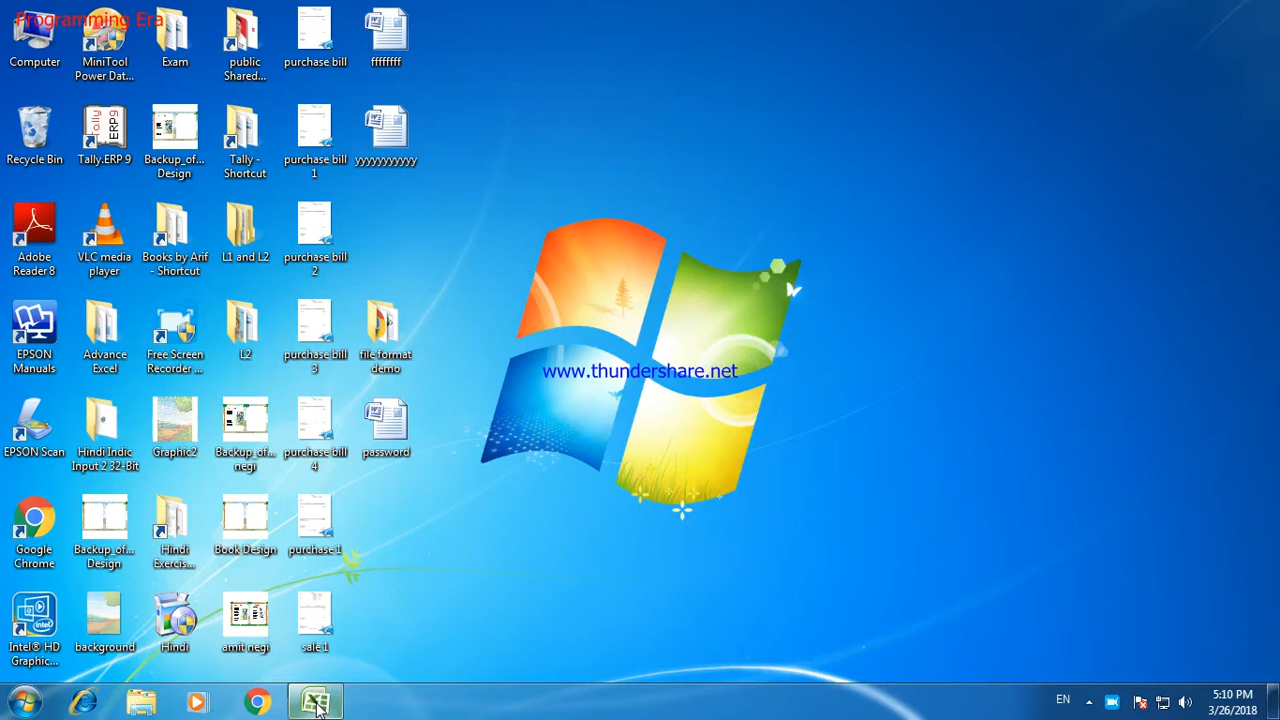 Programming Era
Computer
MiniTool
Power Dat...
Exam
public
Shared...
purchase bill
ffffffff
Recycle Bin
Tally.ERP 9
Backup_of...
Design
Tally -
Shortcut
purchase bill
1
yyyyyyyyyyy
Adobe
Reader 8
VLC media
player
Books by Arif
- Shortcut
L1 and L2
purchase bill
2
EPSON
Manuals
Advance
Excel
Free Screen
Recorder ...
L2
purchase bill
3
file format
demo
www.thundershare.net
EPSON Scan
Hindi Indic
Input 2 32-Bit
Graphic2
Backup_of...
negi
purchase bill
4
password
Google
Chrome
Backup_of...
Design
Hindi
Exercis...
Book Design
purchase 1
Intel® HD
Graphic...
background
Hindi
amit negi
sale 1
EN
5:10 PM
3/26/2018